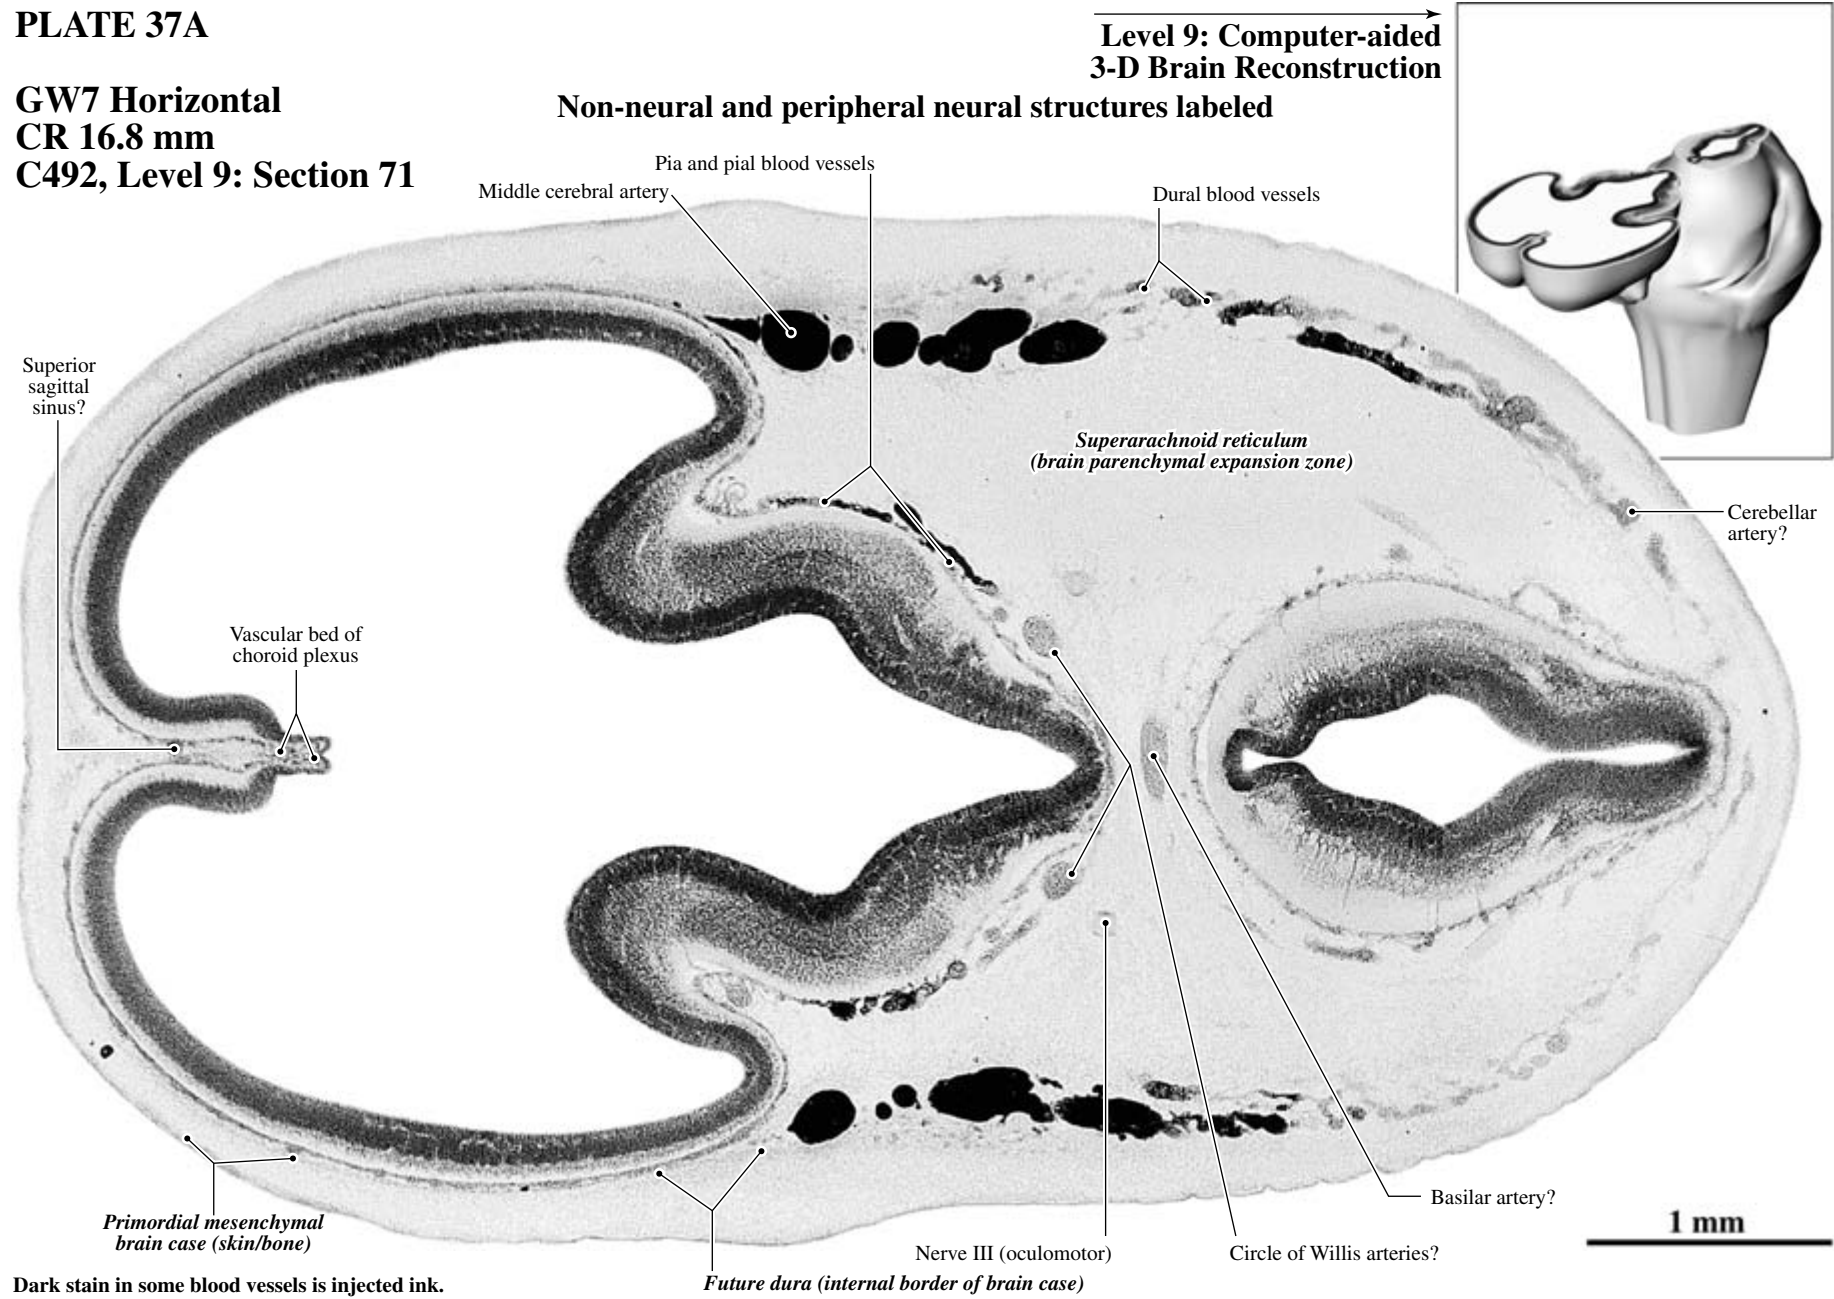 PLATE 37A
GW7 Horizontal
CR 16.8 mm
C492, Level 9: Section 71
Level 9: Computer-aided
3-D Brain Reconstruction
Non-neural and peripheral neural structures labeled
Pia and pial blood vessels
Middle cerebral artery
Dural blood vessels
Superior
sagittal
sinus?
Superarachnoid reticulum
(brain parenchymal expansion zone)
Cerebellar
artery?
Vascular bed of
choroid plexus
Basilar artery?
Primordial mesenchymal
brain case (skin/bone)
1 mm
Nerve III (oculomotor)
Circle of Willis arteries?
Future dura (internal border of brain case)
Dark stain in some blood vessels is injected ink.